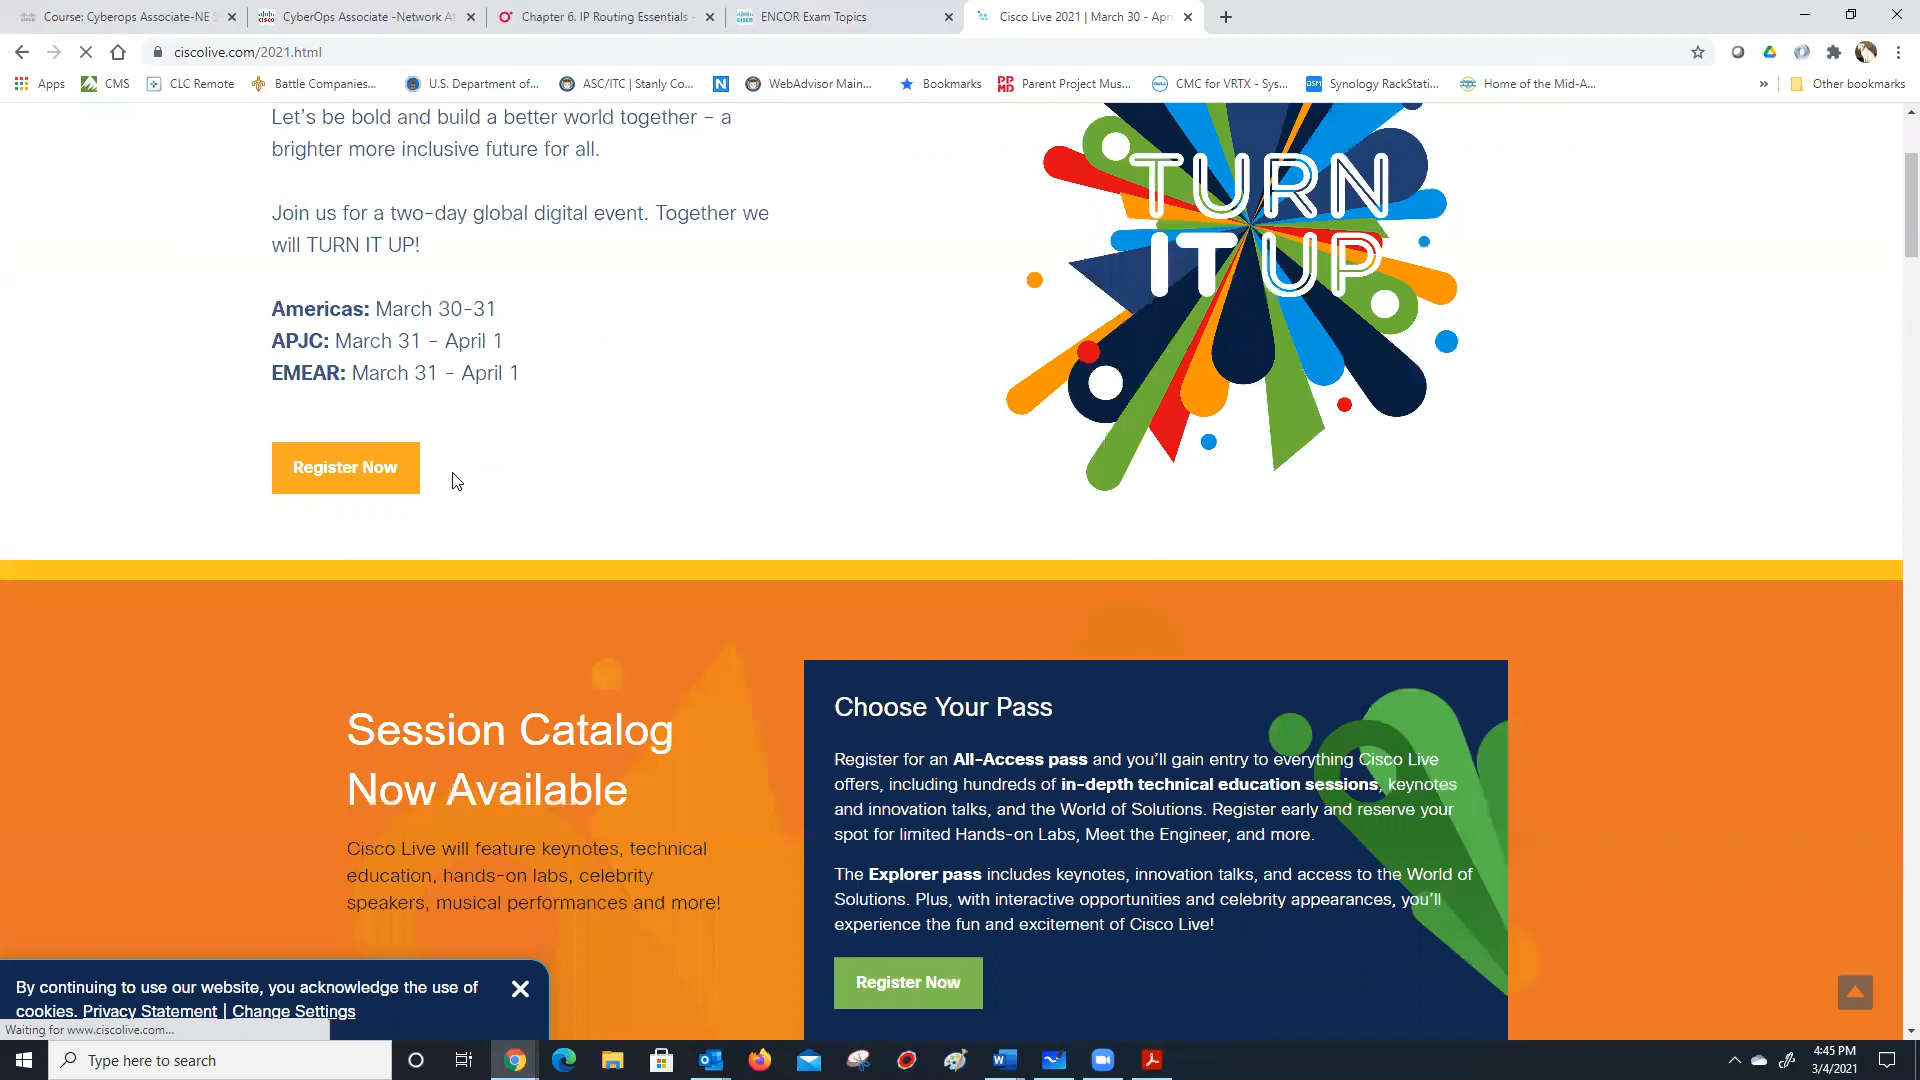 Course: Cyberops Associate-NE S
CyberOps Associate -Network At
Chapter 6. IP Routing Essentials -
ENCOR Exam Topics
Cisco Live 2021 | March 30 - Apri
ciscolive.com/2021.html
Apps
CMS
CLC Remote
Battle Companies...
U.S. Department of...
ASC/ITC | Stanly Co...
WebAdvisor Main...
Bookmarks
Parent Project Mus...
CMC for VRTX - Sys...
Synology RackStati...
Home of the Mid-A...
»
Other bookmarks
Let's be bold and build a better world together – a
brighter more inclusive future for all.
Join us for a two-day global digital event. Together we
will TURN IT UP!
Americas: March 30-31
APJC: March 31 - April 1
EMEAR: March 31 - April 1
Register Now
TURN
IT UP
Session Catalog
Now Available
Cisco Live will feature keynotes, technical
education, hands-on labs, celebrity
speakers, musical performances and more!
Choose Your Pass
Register for an All-Access pass and you'll gain entry to everything Cisco Live
offers, including hundreds of in-depth technical education sessions, keynotes
and innovation talks, and the World of Solutions. Register early and reserve your
spot for limited Hands-on Labs, Meet the Engineer, and more.
The Explorer pass includes keynotes, innovation talks, and access to the World of
Solutions. Plus, with interactive opportunities and celebrity appearances, you'll
experience the fun and excitement of Cisco Live!
Register Now
By continuing to use our website, you acknowledge the use of
cookies. Privacy Statement | Change Settings
Waiting for www.ciscolive.com...
Type here to search
4:45 PM
3/4/2021